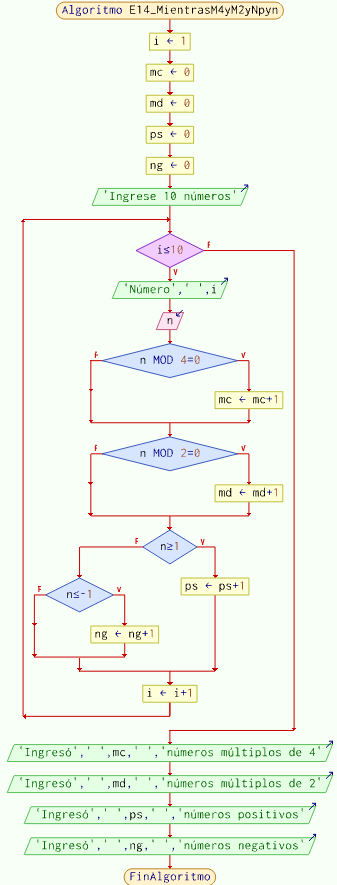 Algoritmo E14_MientrasM4yM2yNpyn
i ← 1
mc ← 0
md ← 0
ps ← 0
ng ← 0
'Ingrese 10 números'
i≤10
F
V
'Número',' ',i
n
F
n MOD 4=0
V
mc ← mc+1
F
n MOD 2=0
V
md ← md+1
F
n≥1
V
ps ← ps+1
F
n≤-1
V
ng ← ng+1
i ← i+1
'Ingresó',' ',mc,' ','números múltiplos de 4'
'Ingresó',' ',md,' ','números múltiplos de 2'
'Ingresó',' ',ps,' ','números positivos'
'Ingresó',' ',ng,' ','números negativos'
FinAlgoritmo